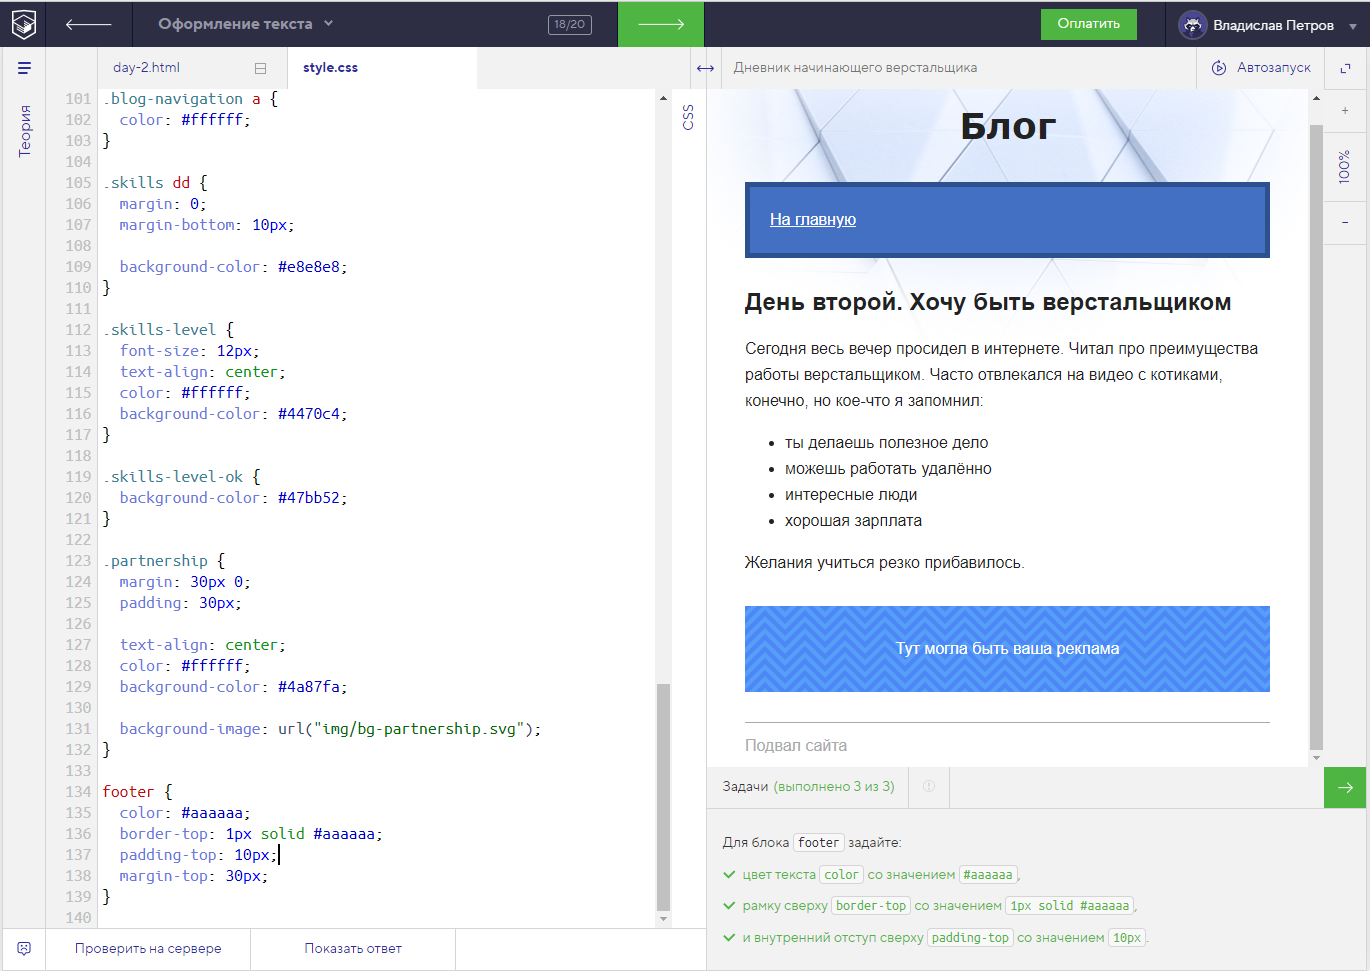 Оформление текста
18/20
Оплатить
Владислав Петров
Теория
day-2.html
style.css
101 .blog-navigation a {
102 color: #ffffff;
103 }
104
105 .skills dd {
106 margin: 0;
107 margin-bottom: 10px;
108
109 background-color: #e8e8e8;
110 }
111
112 .skills-level {
113 font-size: 12px;
114 text-align: center;
115 color: #ffffff;
116 background-color: #4470c4;
117 }
118
119 .skills-level-ok {
120 background-color: #47bb52;
121 }
122
123 .partnership {
124 margin: 30px 0;
125 padding: 30px;
126
127 text-align: center;
128 color: #ffffff;
129 background-color: #4a87fa;
130
131 background-image: url("img/bg-partnership.svg");
132 }
133
134 footer {
135 color: #aaaaaa;
136 border-top: 1px solid #aaaaaa;
137 padding-top: 10px;
138 margin-top: 30px;
139 }
140
CSS
Проверить на сервере
Показать ответ
Дневник начинающего верстальщика
Автозапуск
+
100%
−
Блог
На главную
День второй. Хочу быть верстальщиком
Сегодня весь вечер просидел в интернете. Читал про преимущества
работы верстальщиком. Часто отвлекался на видео с котиками,
конечно, но кое-что я запомнил:
• ты делаешь полезное дело
• можешь работать удалённо
• интересные люди
• хорошая зарплата
Желания учиться резко прибавилось.
Тут могла быть ваша реклама
Подвал сайта
Задачи (выполнено 3 из 3)
Для блока footer задайте:
цвет текста color со значением #aaaaaa,
рамку сверху border-top со значением 1px solid #aaaaaa,
и внутренний отступ сверху padding-top со значением 10px.